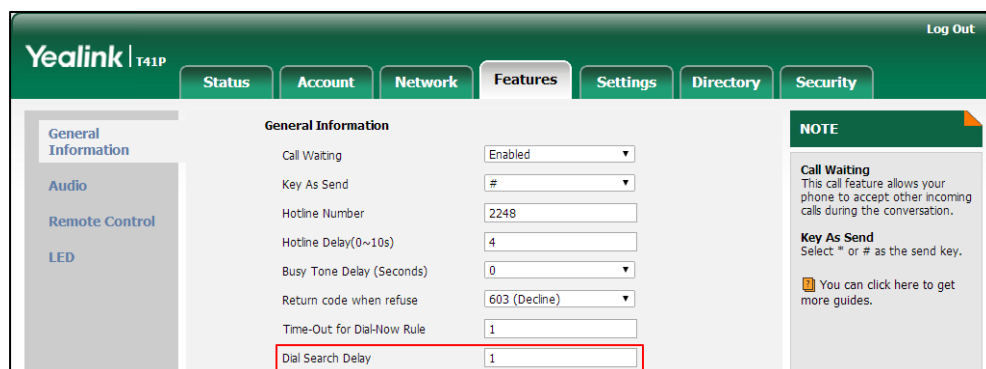 Log Out
Yealink | T41P
Status Account Network Features Settings Directory Security
General
Information
Audio
Remote Control
LED
General Information
Call Waiting Enabled
Key As Send #
Hotline Number 2248
Hotline Delay(0~10s) 4
Busy Tone Delay (Seconds) 0
Return code when refuse 603 (Decline)
Time-Out for Dial-Now Rule 1
Dial Search Delay 1
NOTE
Call Waiting
This call feature allows your
phone to accept other incoming
calls during the conversation.
Key As Send
Select * or # as the send key.
You can click here to get
more guides.